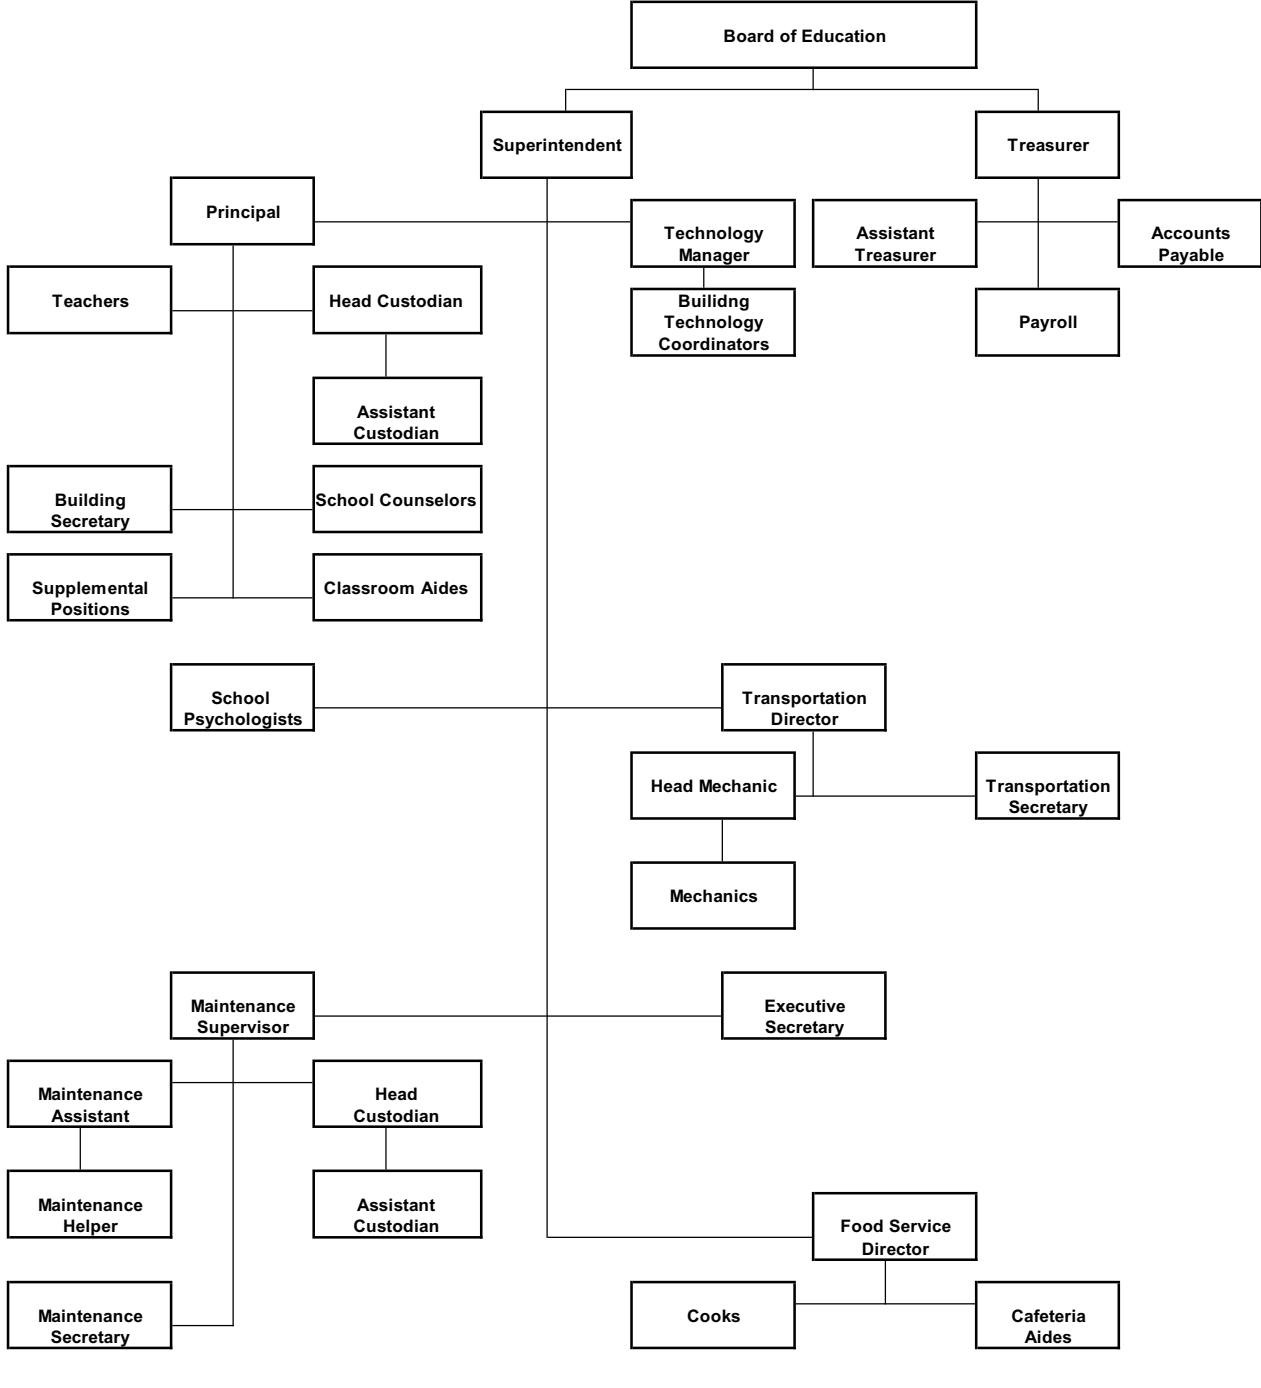 Board of Education
Superintendent
Treasurer
Principal
Technology
Manager
Assistant
Treasurer
Accounts
Payable
Teachers
Head Custodian
Builidng
Technology
Coordinators
Payroll
Assistant
Custodian
Building
Secretary
School Counselors
Supplemental
Positions
Classroom Aides
School
Psychologists
Transportation
Director
Head Mechanic
Transportation
Secretary
Mechanics
Maintenance
Supervisor
Executive
Secretary
Maintenance
Assistant
Head
Custodian
Maintenance
Helper
Assistant
Custodian
Food Service
Director
Maintenance
Secretary
Cooks
Cafeteria
Aides